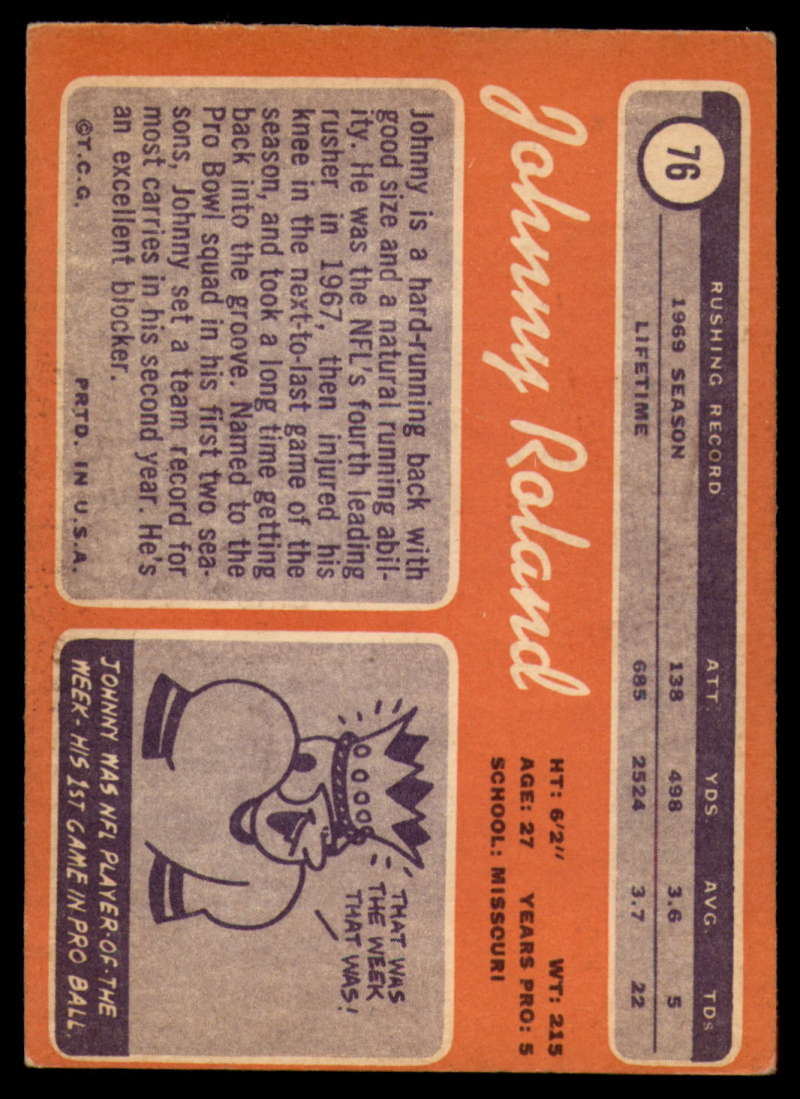 76
RUSHING RECORD ATT. YDS. AVG. TDS
1969 SEASON 138 498 3.6 5
LIFETIME 685 2524 3.7 22
Johnny Roland
HT: 6'2" WT: 215
AGE: 27 YEARS PRO: 5
SCHOOL: MISSOURI
Johnny is a hard-running back with
good size and a natural running abil-
ity. He was the NFL's fourth leading
rusher in 1967, then injured his
knee in the next-to-last game of the
season, and took a long time getting
back into the groove. Named to the
Pro Bowl squad in his first two sea-
sons, Johnny set a team record for
most carries in his second year. He's
an excellent blocker.
©T.C.G. PRTD. IN U.S.A.
THAT WAS
THE WEEK
THAT WAS!
JOHNNY WAS NFL PLAYER-OF-THE
WEEK - HIS 1ST GAME IN PRO BALL.